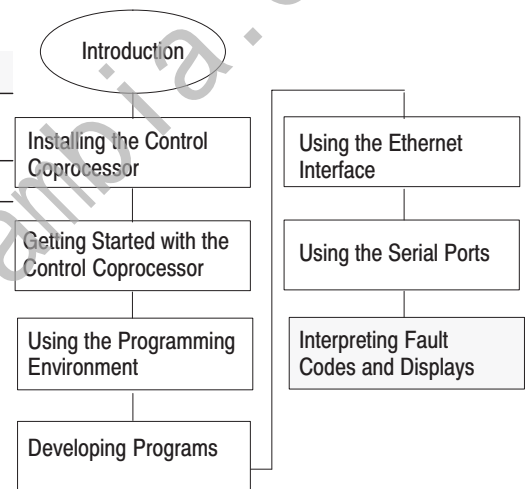 Introduction
Installing the Control
Coprocessor
Getting Started with the
Control Coprocessor
Using the Programming
Environment
Developing Programs
Using the Ethernet
Interface
Using the Serial Ports
Interpreting Fault
Codes and Displays
ambia.